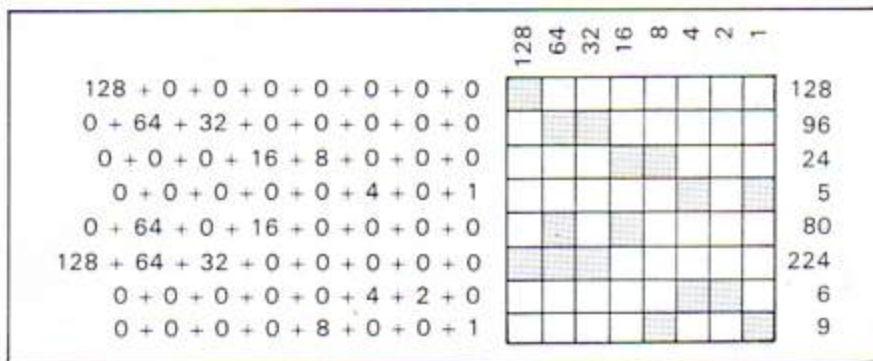 128 64 32 16 8 4 2 1
128 + 0 + 0 + 0 + 0 + 0 + 0 + 0 128
0 + 64 + 32 + 0 + 0 + 0 + 0 + 0 96
0 + 0 + 0 + 16 + 8 + 0 + 0 + 0 24
0 + 0 + 0 + 0 + 0 + 4 + 0 + 1 5
0 + 64 + 0 + 16 + 0 + 0 + 0 + 0 80
128 + 64 + 32 + 0 + 0 + 0 + 0 + 0 224
0 + 0 + 0 + 0 + 0 + 4 + 2 + 0 6
0 + 0 + 0 + 0 + 8 + 0 + 0 + 1 9